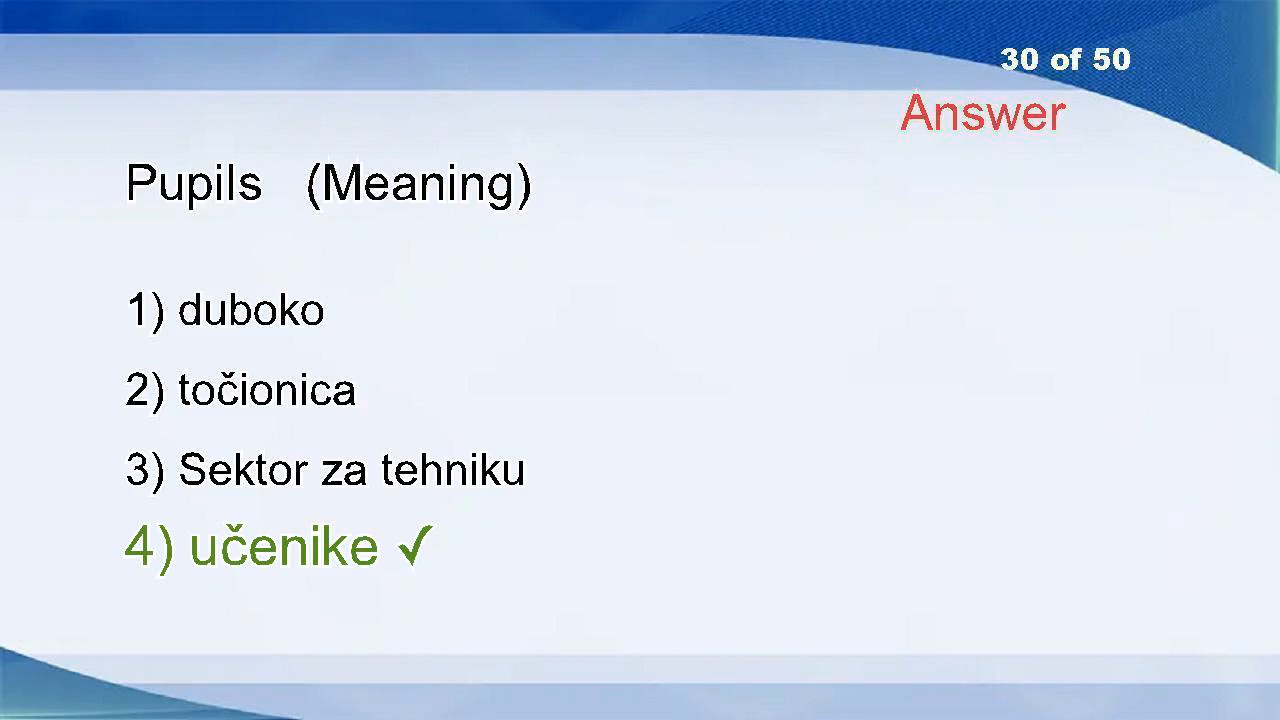 30 of 50
Answer
Pupils (Meaning)
1) duboko
2) točionica
3) Sektor za tehniku
4) učenike ✓